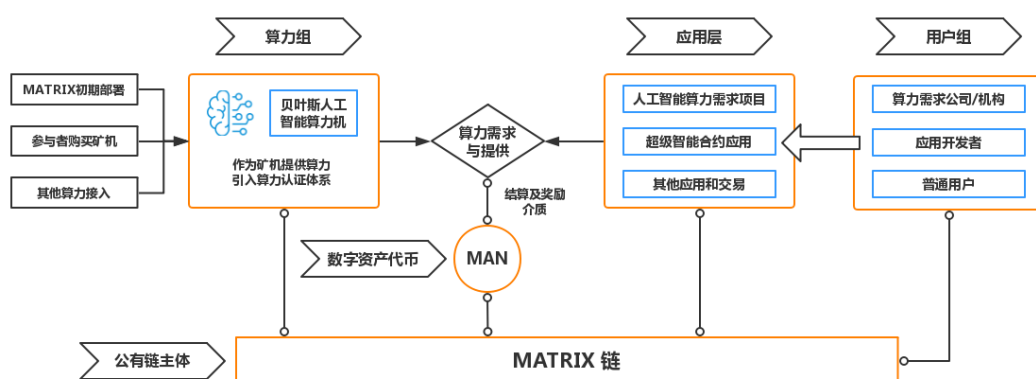 算力组
应用层
用户组
MATRIX初期部署
参与者购买矿机
其他算力接入
贝叶斯人工
智能算力机
作为矿机提供算力
引入算力认证体系
算力需求
与提供
结算及奖励
介质
人工智能算力需求项目
超级智能合约应用
其他应用和交易
算力需求公司/机构
应用开发者
普通用户
数字资产代币
MAN
公有链主体
MATRIX 链